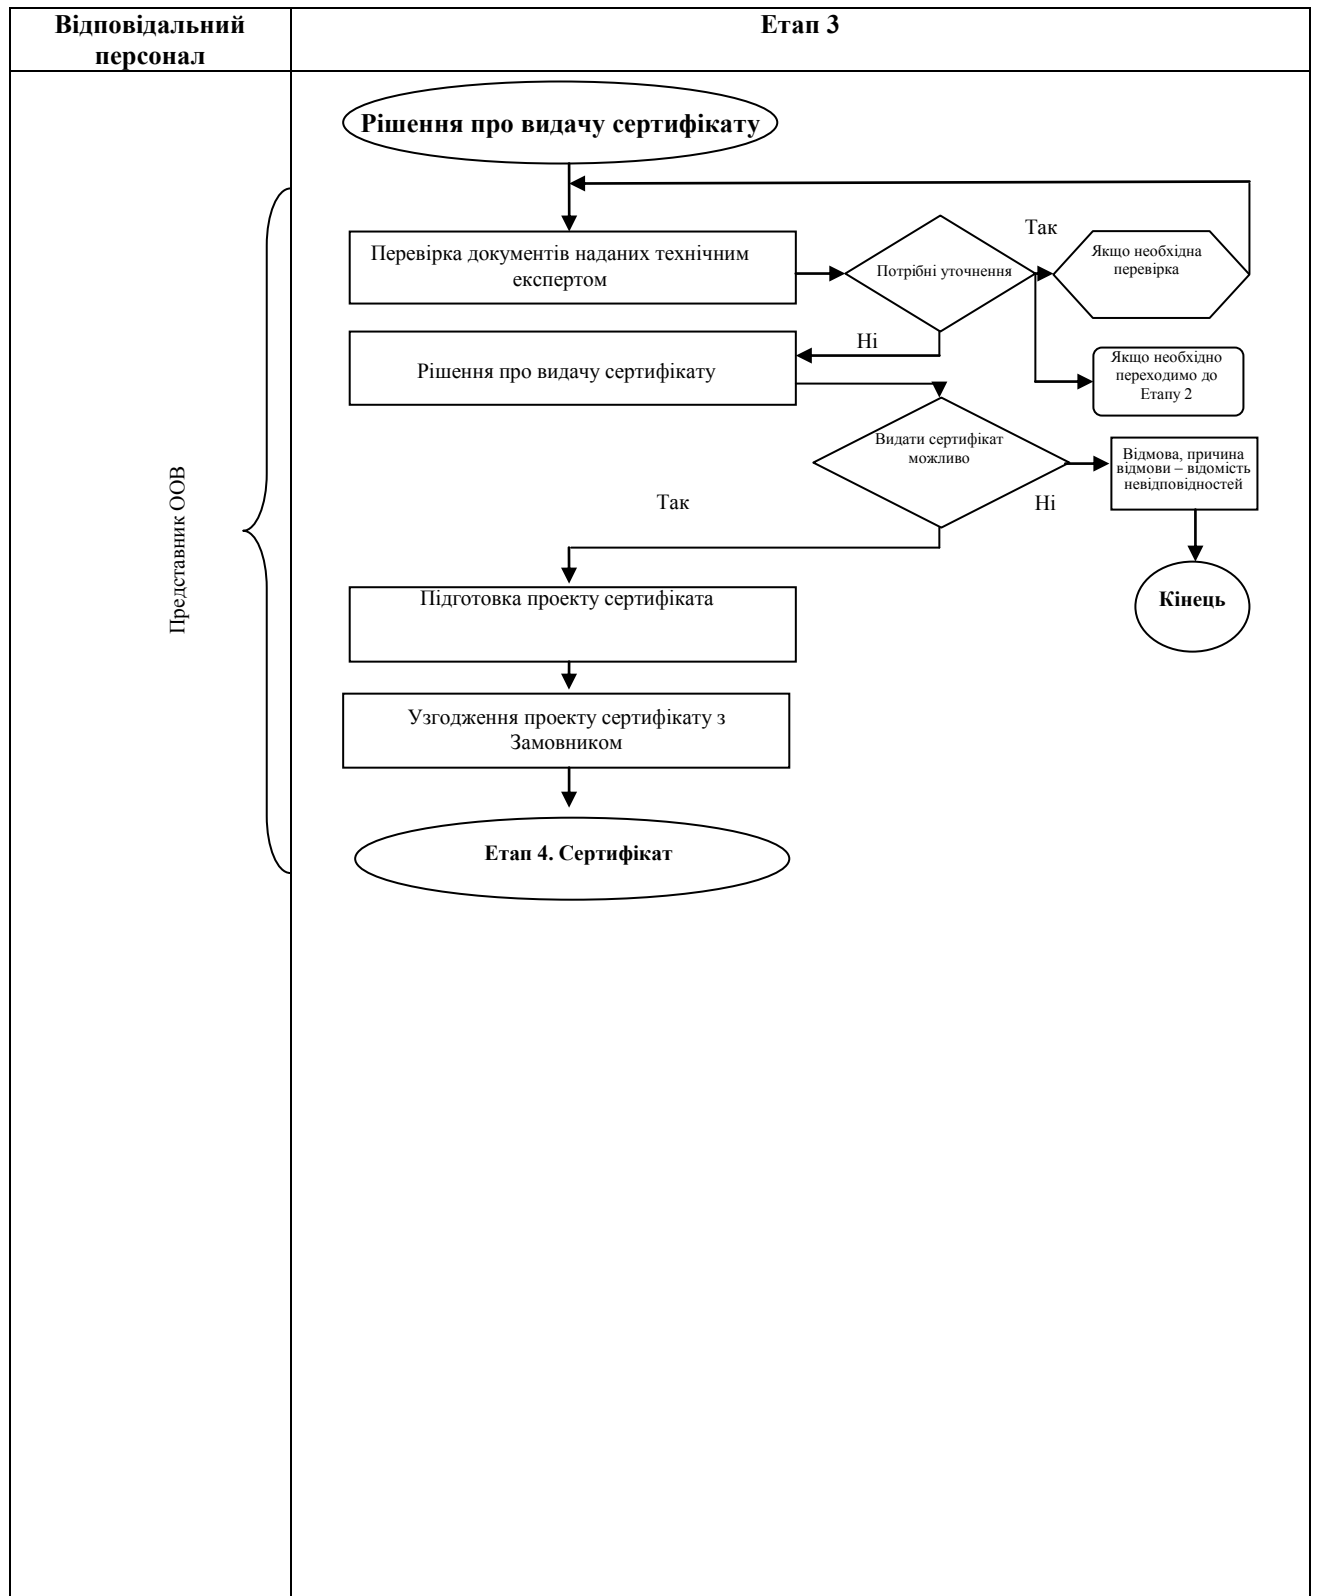 Відповідальний
персонал
Етап 3
Рішення про видачу сертифікату
Перевірка документів наданих технічним
експертом
Потрібні уточнення
Так
Якщо необхідна
перевірка
Ні
Рішення про видачу сертифікату
Якщо необхідно
переходимо до
Етапу 2
Видати сертифікат
можливо
Відмова, причина
відмови – відомість
невідповідностей
Так
Ні
Представник ООВ
Підготовка проекту сертифіката
Кінець
Узгодження проекту сертифікату з
Замовником
Етап 4. Сертифікат